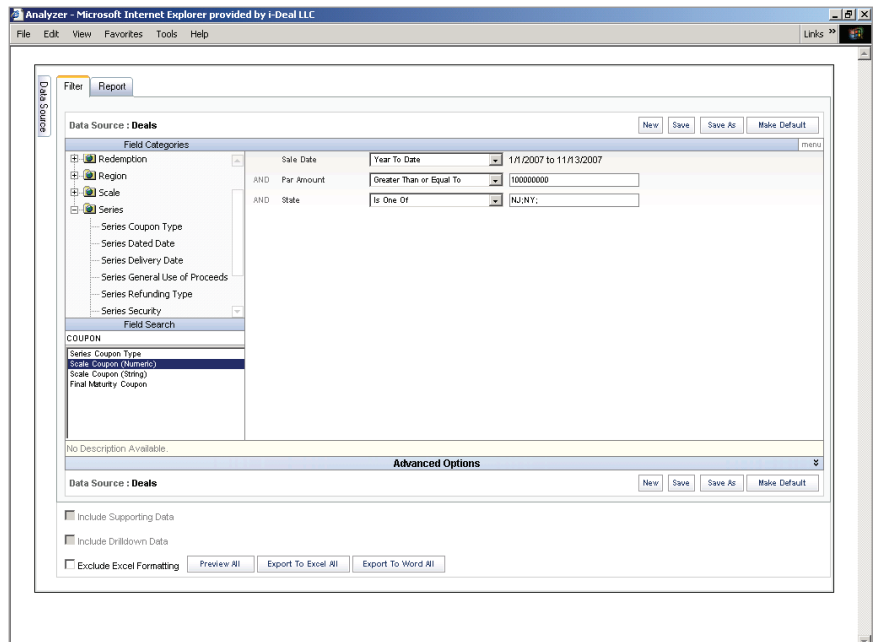 Analyzer - Microsoft Internet Explorer provided by i-Deal LLC
File Edit View Favorites Tools Help Links »
Data Source
Filter Report
Data Source : Deals New Save Save As Make Default
Field Categories menu
Redemption Sale Date Year To Date 1/1/2007 to 11/13/2007
Region AND Par Amount Greater Than or Equal To 100000000
Scale AND State Is One Of NJ;NY;
Series
Series Coupon Type
Series Dated Date
Series Delivery Date
Series General Use of Proceeds
Series Refunding Type
Series Security
Field Search
COUPON
Series Coupon Type
Scale Coupon (Numeric)
Scale Coupon (String)
Final Maturity Coupon
No Description Available.
Advanced Options
Data Source : Deals New Save Save As Make Default
Include Supporting Data
Include Drilldown Data
Exclude Excel Formatting Preview All Export To Excel All Export To Word All